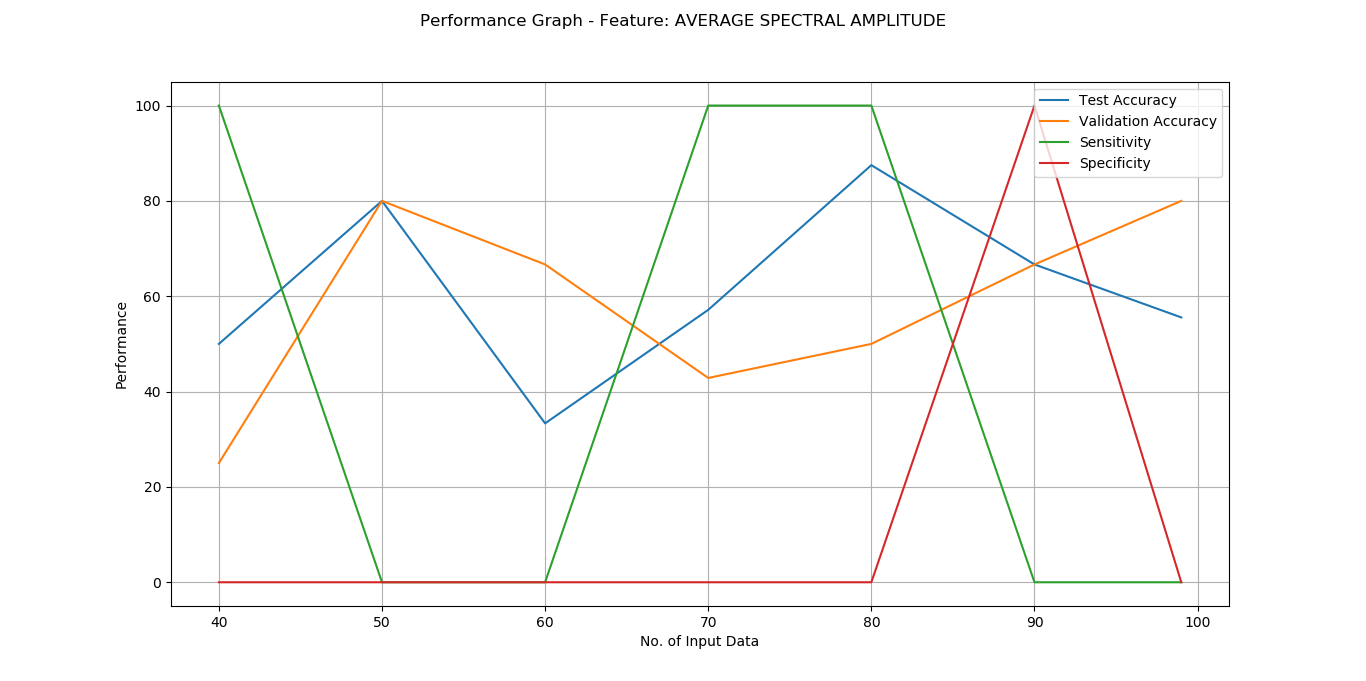 Performance Graph - Feature: AVERAGE SPECTRAL AMPLITUDE
Test Accuracy
Validation Accuracy
Sensitivity
Specificity
Performance
100
80
60
40
20
0
40 50 60 70 80 90 100
No. of Input Data